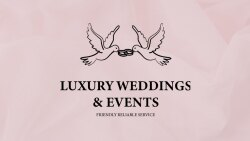 LUXURY WEDDINGS
& EVENTS
FRIENDLY RELIABLE SERVICE